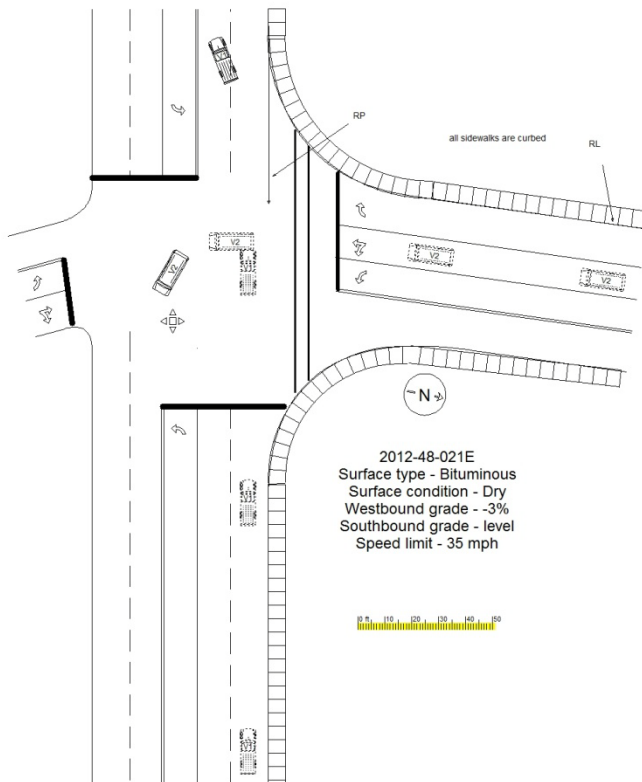 V1
RP
all sidewalks are curbed
RL
V2
V2
V2
V2
N
2012-48-021E
Surface type - Bituminous
Surface condition - Dry
Westbound grade - -3%
Southbound grade - level
Speed limit - 35 mph
0 ft 10 20 30 40 50